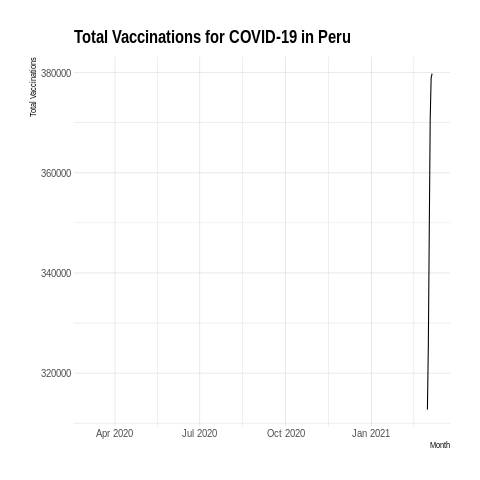 Total Vaccinations for COVID-19 in Peru
Total Vaccinations
380000
360000
340000
320000
Apr 2020 Jul 2020 Oct 2020 Jan 2021
Month